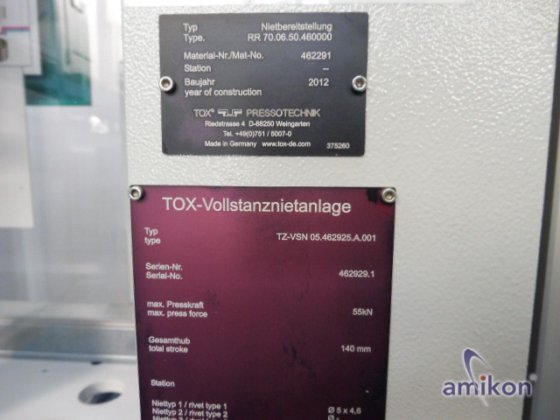 Typ Nietbereitstellung
Type. RR 70.06.50.460000
Material-Nr./Mat-No. 462291
Station --
Baujahr 2012
year of construction
TOX® PRESSOTECHNIK
Riedstrasse 4 D-88250 Weingarten
Tel. +49(0)751 / 5007-0
Made in Germany www.tox-de.com 375260
TOX-Vollstanznietanlage
Typ TZ-VSN 05.462925.A.001
type
Serien-Nr. 462929.1
Serial-No.
max. Presskraft 55kN
max. press force
Gesamthub 140 mm
total stroke
Station
Niettyp 1 / rivet type 1 Ø 5 x 4,6
Niettyp 2 / rivet type 2
amikon